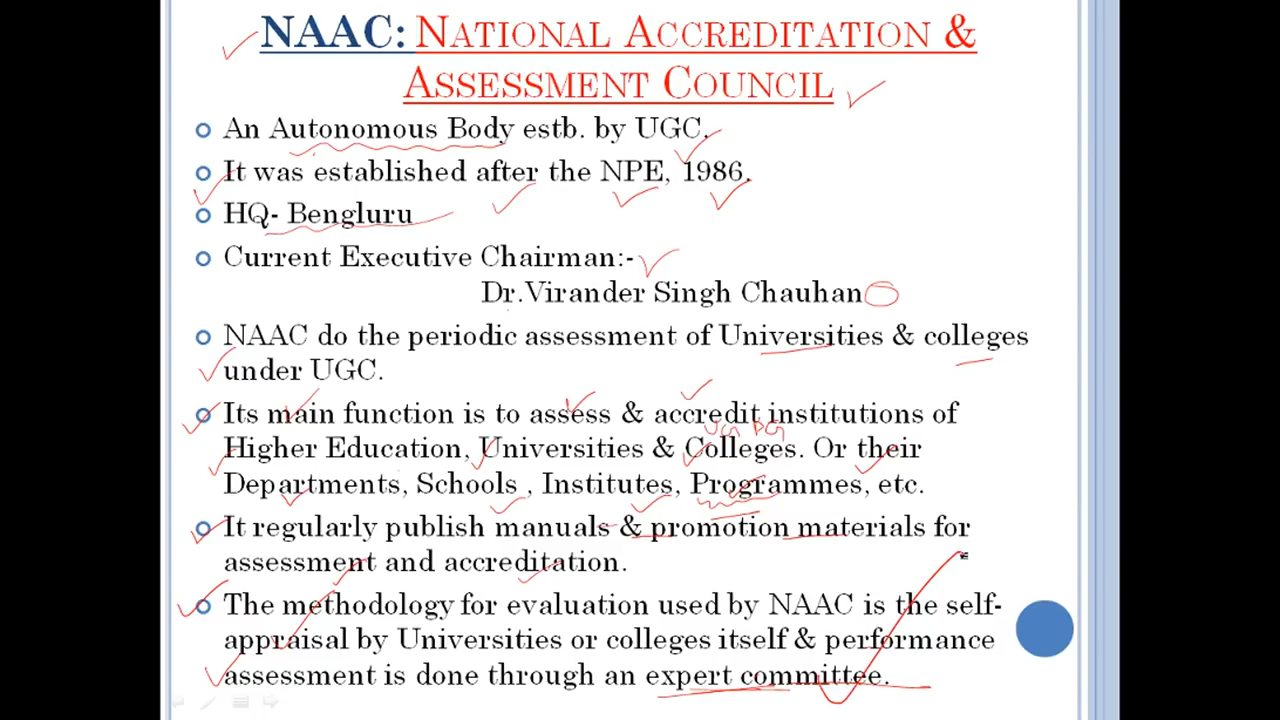 NAAC: NATIONAL ACCREDITATION &
ASSESSMENT COUNCIL
An Autonomous Body estb. by UGC.
It was established after the NPE, 1986.
HQ- Bengluru
Current Executive Chairman:-
Dr.Virander Singh Chauhan
NAAC do the periodic assessment of Universities & colleges
under UGC.
Its main function is to assess & accredit institutions of
UG PG
Higher Education, Universities & Colleges. Or their
Departments, Schools , Institutes, Programmes, etc.
It regularly publish manuals & promotion materials for
assessment and accreditation.
The methodology for evaluation used by NAAC is the self-
appraisal by Universities or colleges itself & performance
assessment is done through an expert committee.